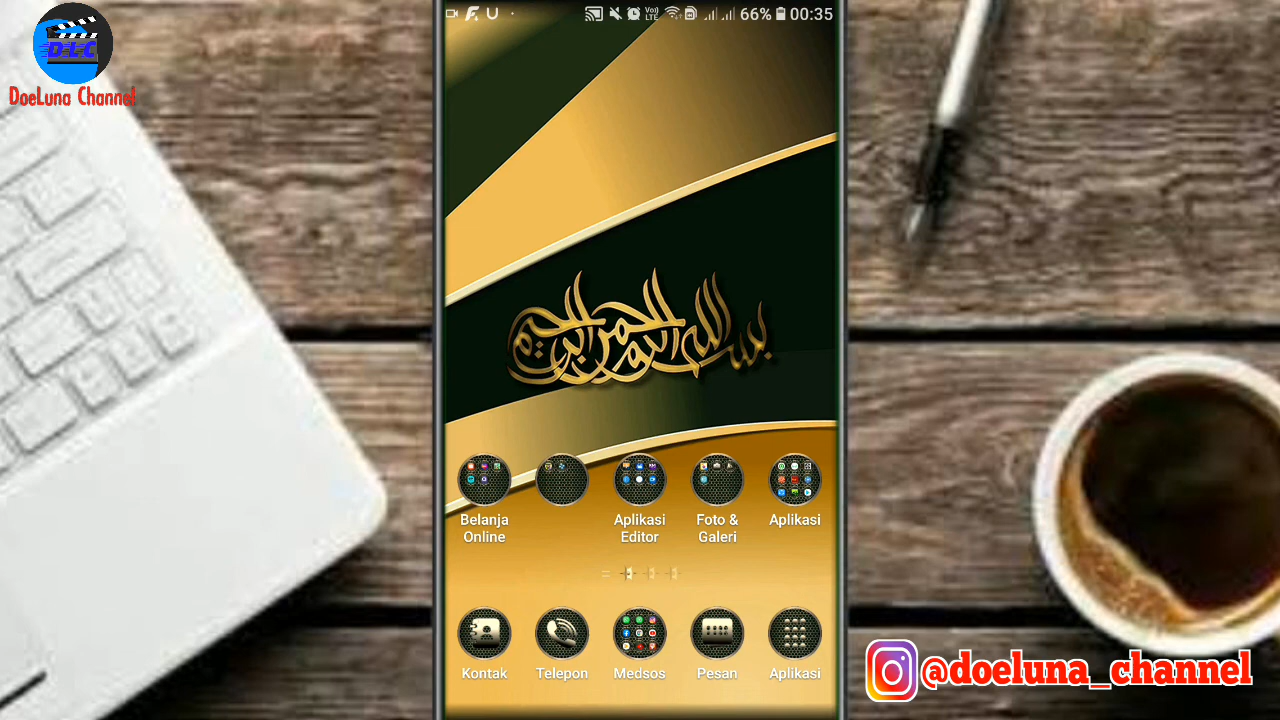 DLC
DoeLuna Channel
VoLTE
66%
00:35
بسم الله الرحمن الرحيم
Belanja
Online
Aplikasi
Editor
Foto &
Galeri
Aplikasi
Kontak
Telepon
Medsos
Pesan
Aplikasi
@doeluna_channel